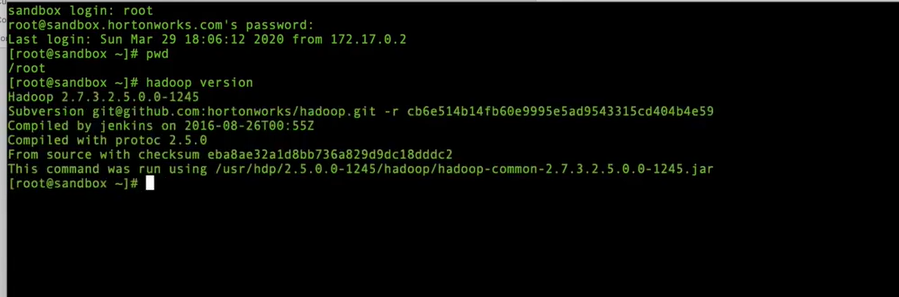 sandbox login: root
root@sandbox.hortonworks.com's password:
Last login: Sun Mar 29 18:06:12 2020 from 172.17.0.2
[root@sandbox ~]# pwd
/root
[root@sandbox ~]# hadoop version
Hadoop 2.7.3.2.5.0.0-1245
Subversion git@github.com:hortonworks/hadoop.git -r cb6e514b14fb60e9995e5ad9543315cd404b4e59
Compiled by jenkins on 2016-08-26T00:55Z
Compiled with protoc 2.5.0
From source with checksum eba8ae32a1d8bb736a829d9dc18dddc2
This command was run using /usr/hdp/2.5.0.0-1245/hadoop/hadoop-common-2.7.3.2.5.0.0-1245.jar
[root@sandbox ~]#